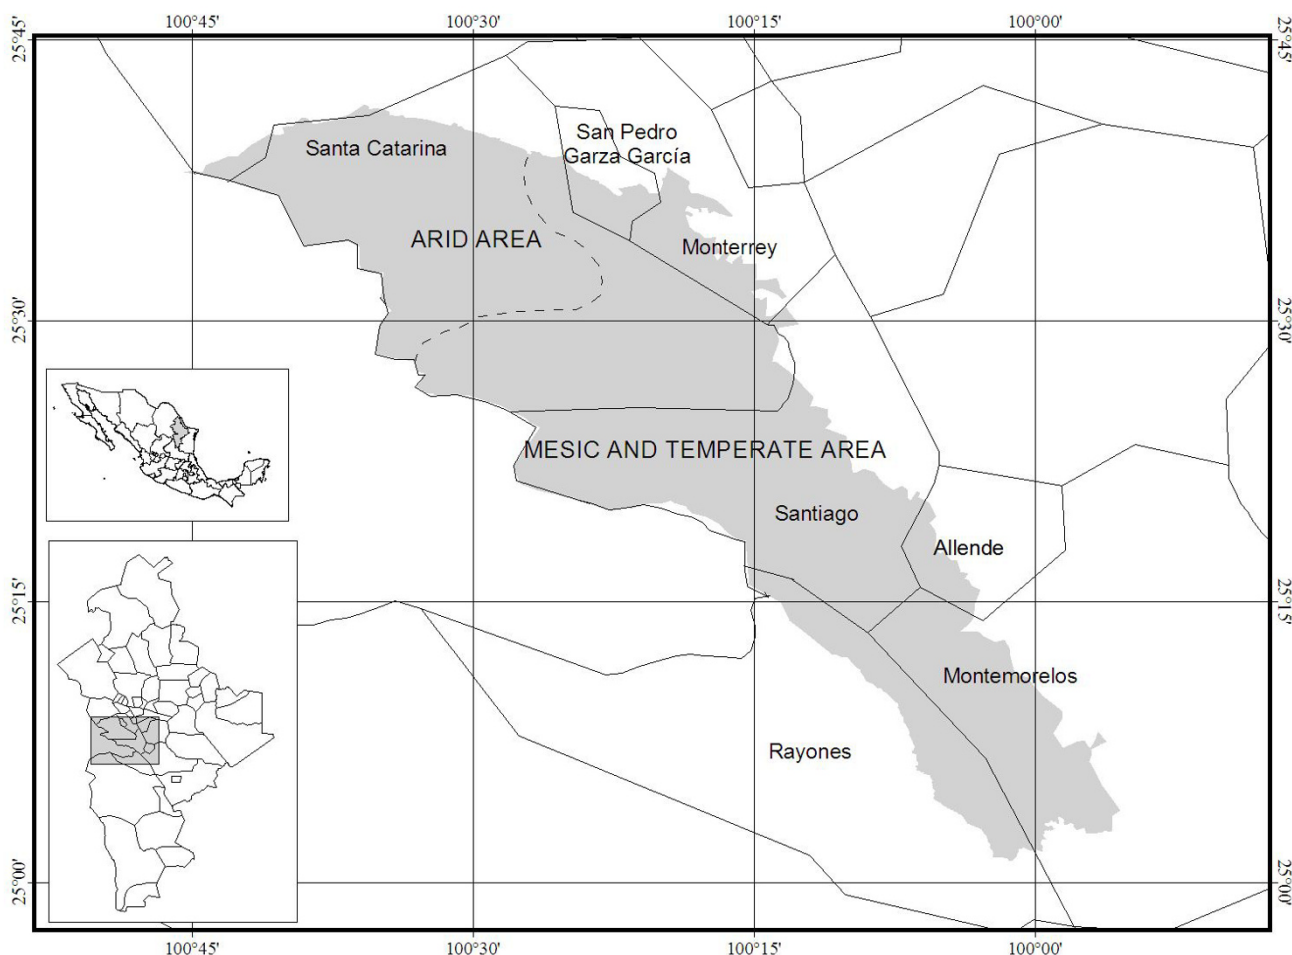 100°45'
100°30'
100°15'
100°00'
25°45'
25°45'
San Pedro
Garza García
Santa Catarina
ARID AREA
Monterrey
25°30'
25°30'
MESIC AND TEMPERATE AREA
Santiago
Allende
25°15'
25°15'
Montemorelos
Rayones
25°00'
25°00'
100°45'
100°30'
100°15'
100°00'